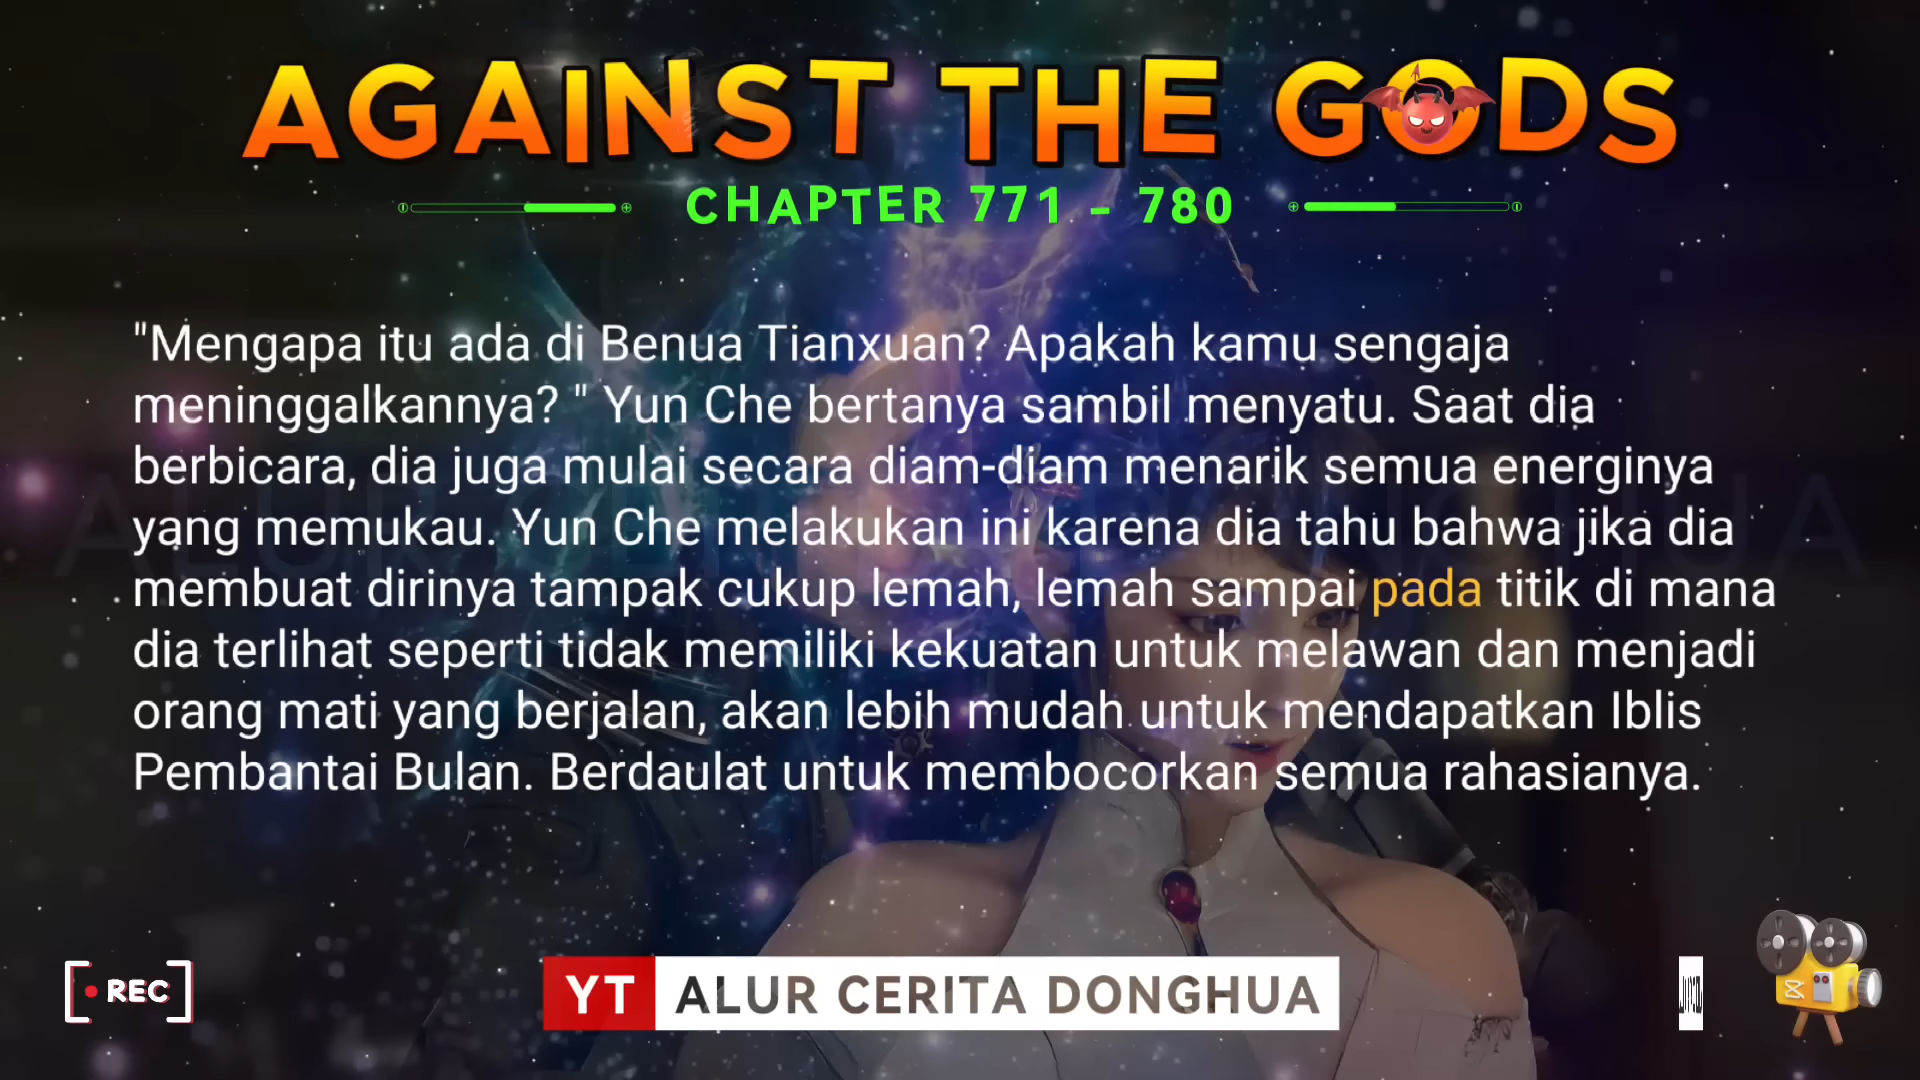 AGAINST THE GODS
CHAPTER 771 - 780
"Mengapa itu ada di Benua Tianxuan? Apakah kamu sengaja
meninggalkannya? " Yun Che bertanya sambil menyatu. Saat dia
berbicara, dia juga mulai secara diam-diam menarik semua energinya
yang memukau. Yun Che melakukan ini karena dia tahu bahwa jika dia
membuat dirinya tampak cukup lemah, lemah sampai pada titik di mana
dia terlihat seperti tidak memiliki kekuatan untuk melawan dan menjadi
orang mati yang berjalan, akan lebih mudah untuk mendapatkan Iblis
Pembantai Bulan. Berdaulat untuk membocorkan semua rahasianya.
REC
YT ALUR CERITA DONGHUA